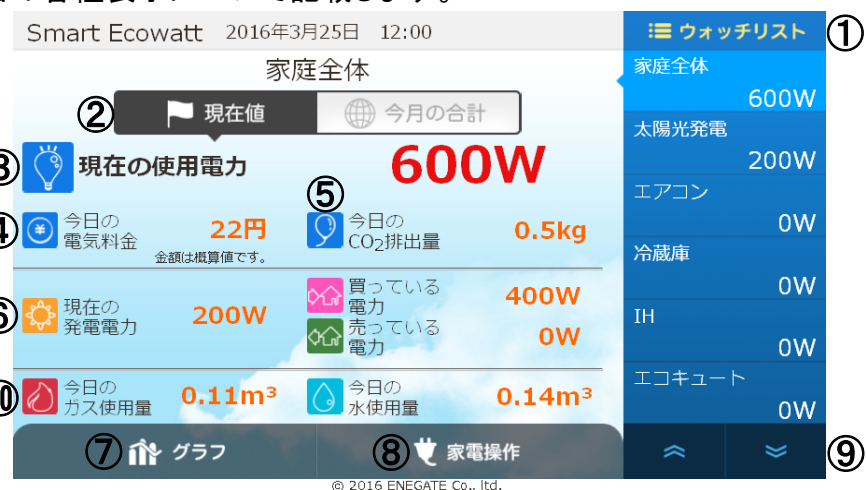 Smart Ecowatt 2016年3月25日 12:00
ウォッチリスト ①
家庭全体
② 現在値 今月の合計
現在の使用電力 600W
④ 今日の電気料金 22円
金額は概算値です。
⑤ 今日のCO2排出量 0.5kg
現在の発電電力 200W
買っている電力 400W
売っている電力 0W
今日のガス使用量 0.11m³
今日の水使用量 0.14m³
⑦ グラフ
⑧ 家電操作
家庭全体
600W
太陽光発電
200W
エアコン
0W
冷蔵庫
0W
IH
0W
エコキュート
0W
⑨
© 2016 ENEGATE Co., ltd.